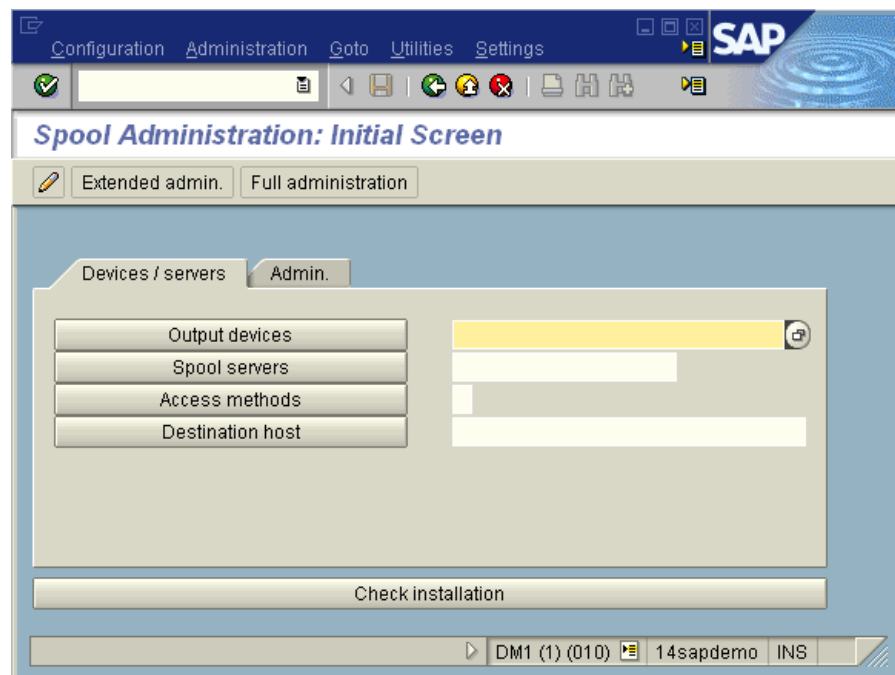 Configuration Administration Goto Utilities Settings
SAP
Spool Administration: Initial Screen
Extended admin. Full administration
Devices / servers Admin.
Output devices
Spool servers
Access methods
Destination host
Check installation
DM1 (1) (010) 14sapdemo INS